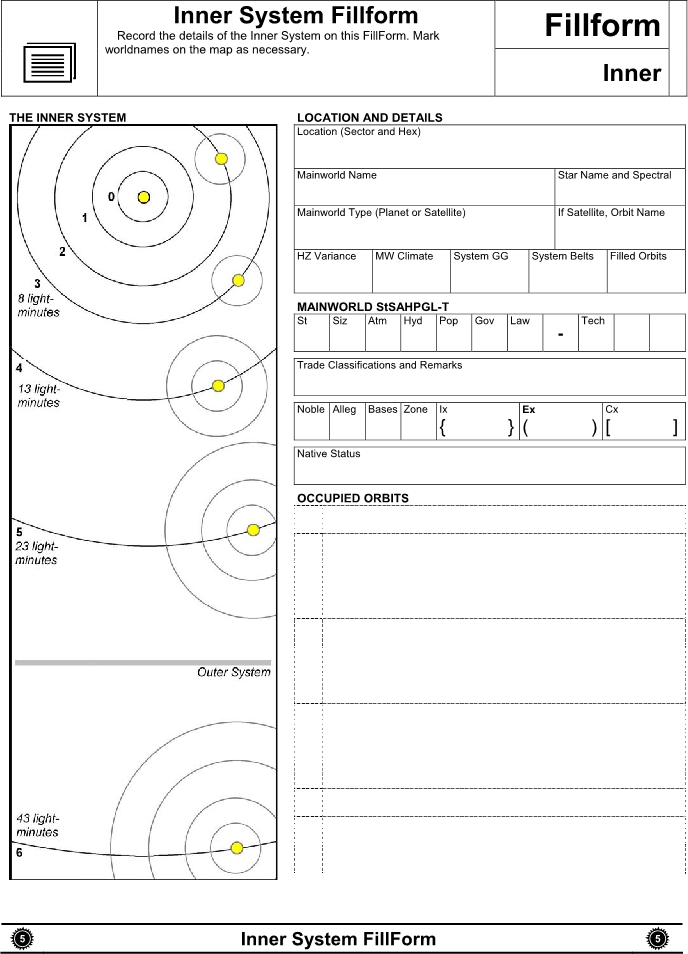 Inner System Fillform
Record the details of the Inner System on this FillForm. Mark
worldnames on the map as necessary.
Fillform
Inner
THE INNER SYSTEM
0
1
2
3
8 light-
minutes
4
13 light-
minutes
5
23 light-
minutes
Outer System
43 light-
minutes
6
LOCATION AND DETAILS
Location (Sector and Hex)
Mainworld Name
Star Name and Spectral
Mainworld Type (Planet or Satellite)
If Satellite, Orbit Name
HZ Variance
MW Climate
System GG
System Belts
Filled Orbits
MAINWORLD StSAHPGL-T
St Siz Atm Hyd Pop Gov Law - Tech
Trade Classifications and Remarks
Noble Alleg Bases Zone Ix Ex Cx
{ } ( ) [ ]
Native Status
OCCUPIED ORBITS
5 Inner System FillForm 5